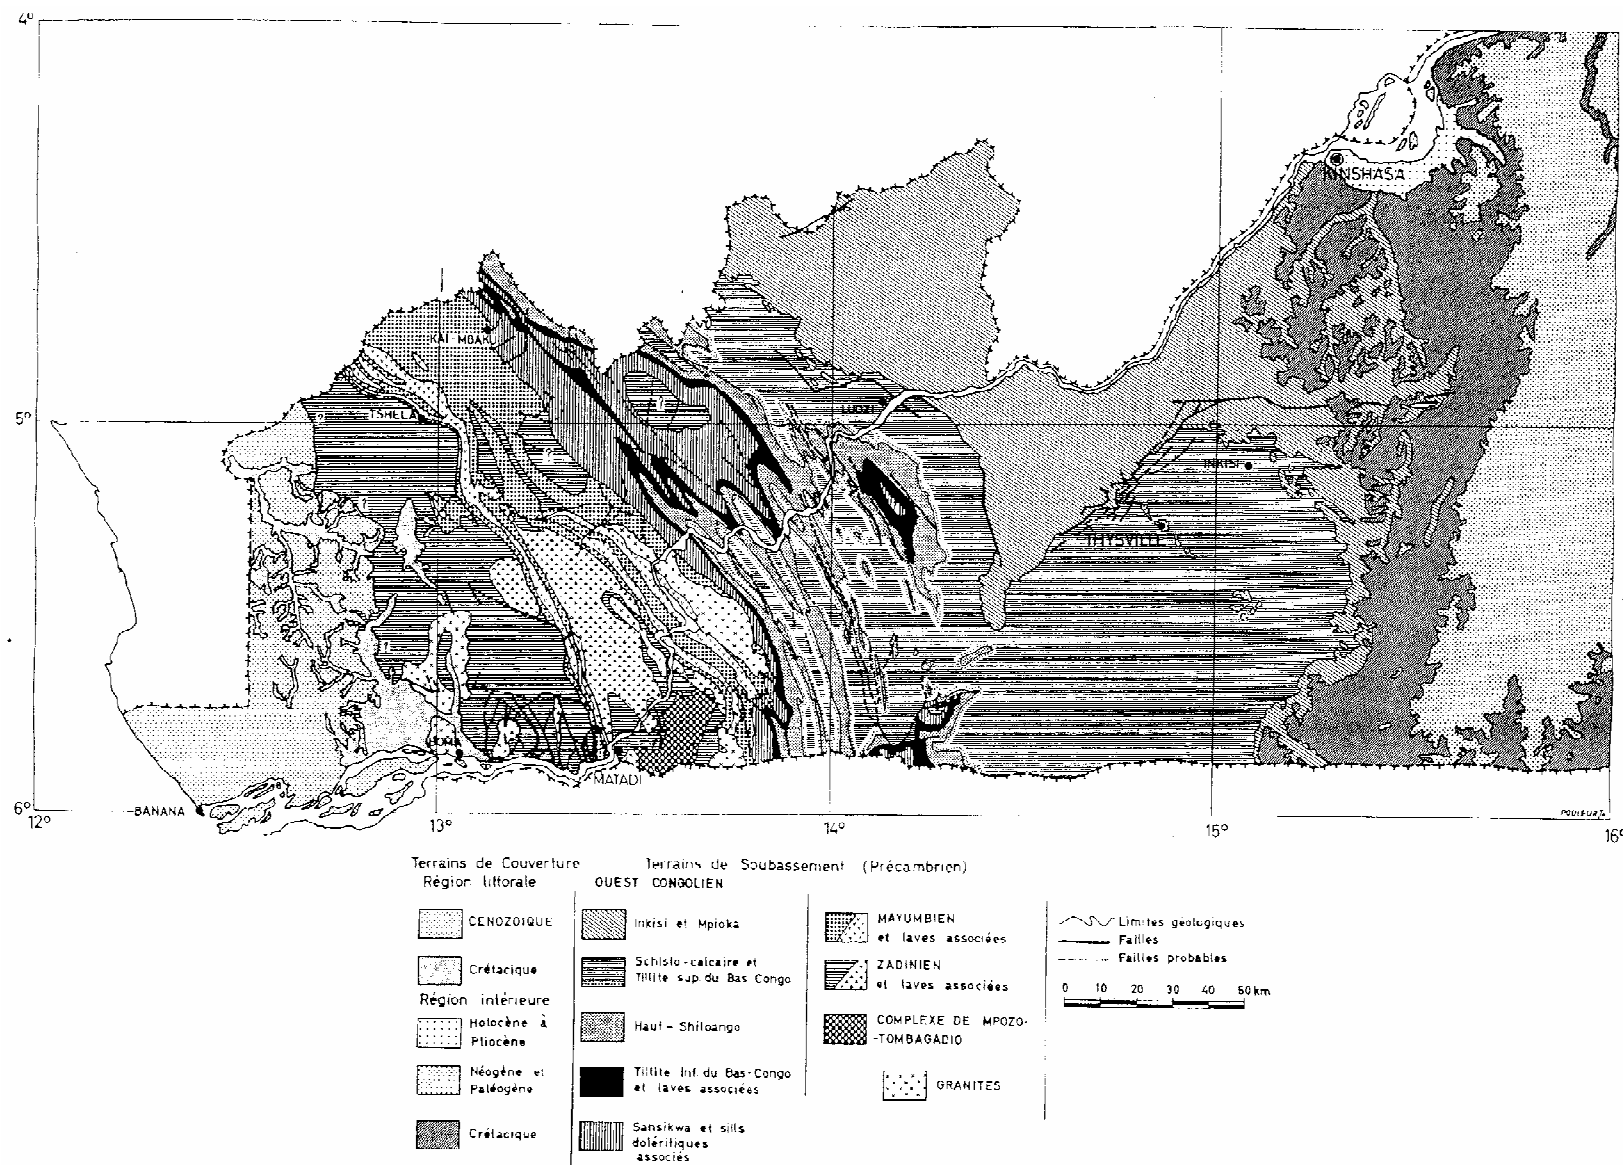 4°
KINSHASA
KAI-MBAKU
5°
TSHELA
LUOZI
INKISI
THYSVILLE
BOMA
MATADI
6°
BANANA
12°
13°
14°
15°
16°
Terrains de Couverture
Région littorale
CENOZOIQUE
Crétacique
Région intérieure
Holocène à
Pliocène
Néogène et
Paléogène
Crétacique
Terrains de Soubassement (Précambrien)
OUEST CONGOLIEN
Inkisi et Mpioka
Schisto-calcaire et
Tillite sup. du Bas Congo
Haut-Shiloango
Tillite Inf. du Bas-Congo
et laves associées
Sansikwa et sills
doléritiques
associés
MAYUMBIEN
et laves associées
ZADINIEN
et laves associées
COMPLEXE DE MPOZO-
-TOMBAGADIO
GRANITES
Limites géologiques
Failles
Failles probables
0 10 20 30 40 50 km